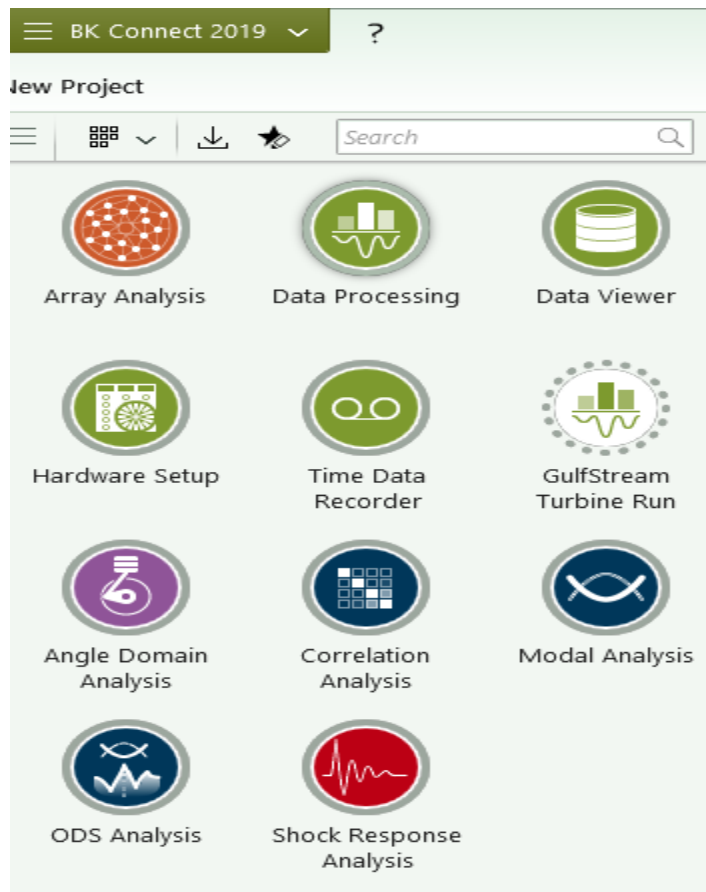 BK Connect 2019
?
New Project
Search
Array Analysis
Data Processing
Data Viewer
Hardware Setup
Time Data
Recorder
GulfStream
Turbine Run
Angle Domain
Analysis
Correlation
Analysis
Modal Analysis
ODS Analysis
Shock Response
Analysis